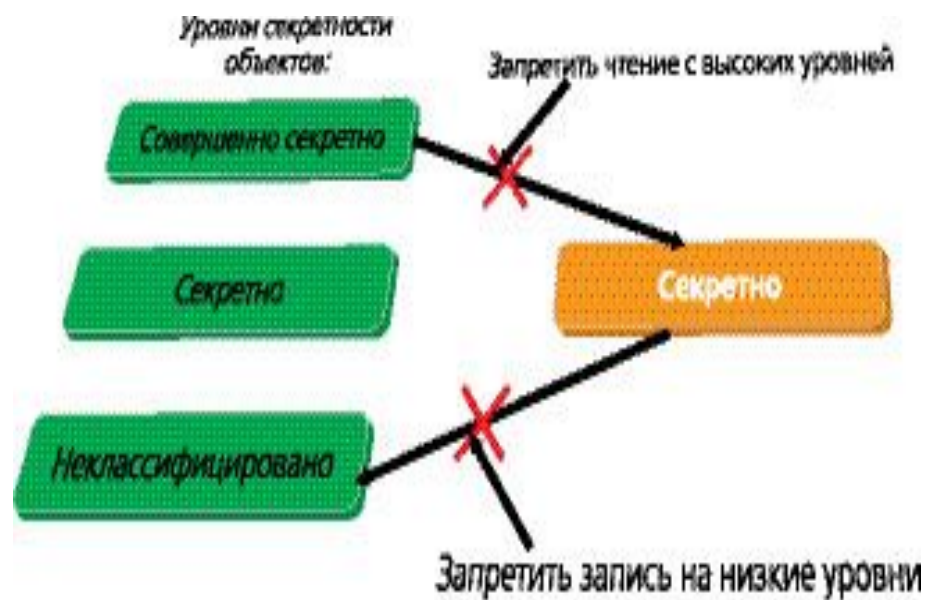 Уровни секретности
объектов:
Запретить чтение с высоких уровней
Совершенно секретно
Секретно
Секретно
Неклассифицировано
Запретить запись на низкие уровни